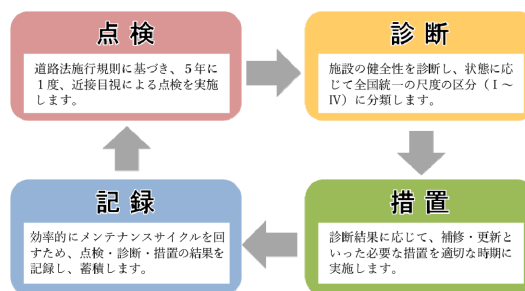 点検
道路法施行規則に基づき、５年に
１度、近接目視による点検を実施
します。
診断
施設の健全性を診断し、状態に応
じて全国統一の尺度の区分（Ⅰ～
Ⅳ）に分類します。
記録
効率的にメンテナンスサイクルを回
すため、点検・診断・措置の結果を
記録し、蓄積します。
措置
診断結果に応じて、補修・更新と
いった必要な措置を適切な時期に
実施します。